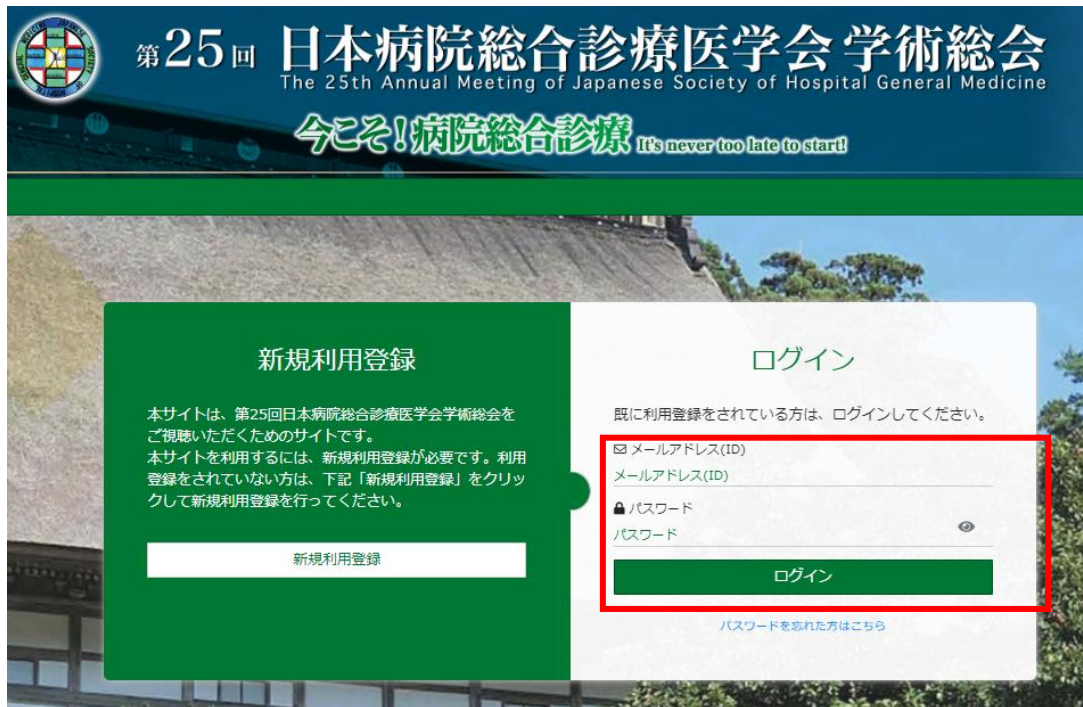 第25回 日本病院総合診療医学会 学術総会
The 25th Annual Meeting of Japanese Society of Hospital General Medicine
今こそ!病院総合診療 It's never too late to start!
新規利用登録
本サイトは、第25回日本病院総合診療医学会学術総会を
ご視聴いただくためのサイトです。
本サイトを利用するには、新規利用登録が必要です。利用
登録をされていない方は、下記「新規利用登録」をクリッ
クして新規利用登録を行ってください。
新規利用登録
ログイン
既に利用登録をされている方は、ログインしてください。
メールアドレス(ID)
メールアドレス(ID)
パスワード
パスワード
ログイン
パスワードを忘れた方はこちら